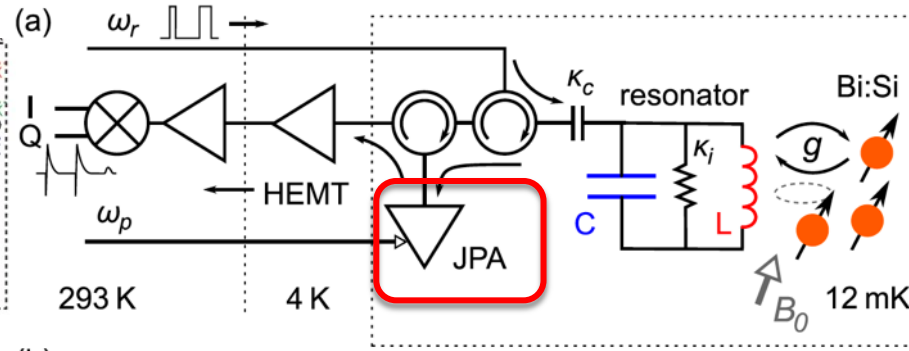 (a)
ω_r
κ_c
resonator
Bi:Si
I
Q
κ_i
g
HEMT
C
L
ω_p
JPA
293 K
4 K
B_0
12 mK